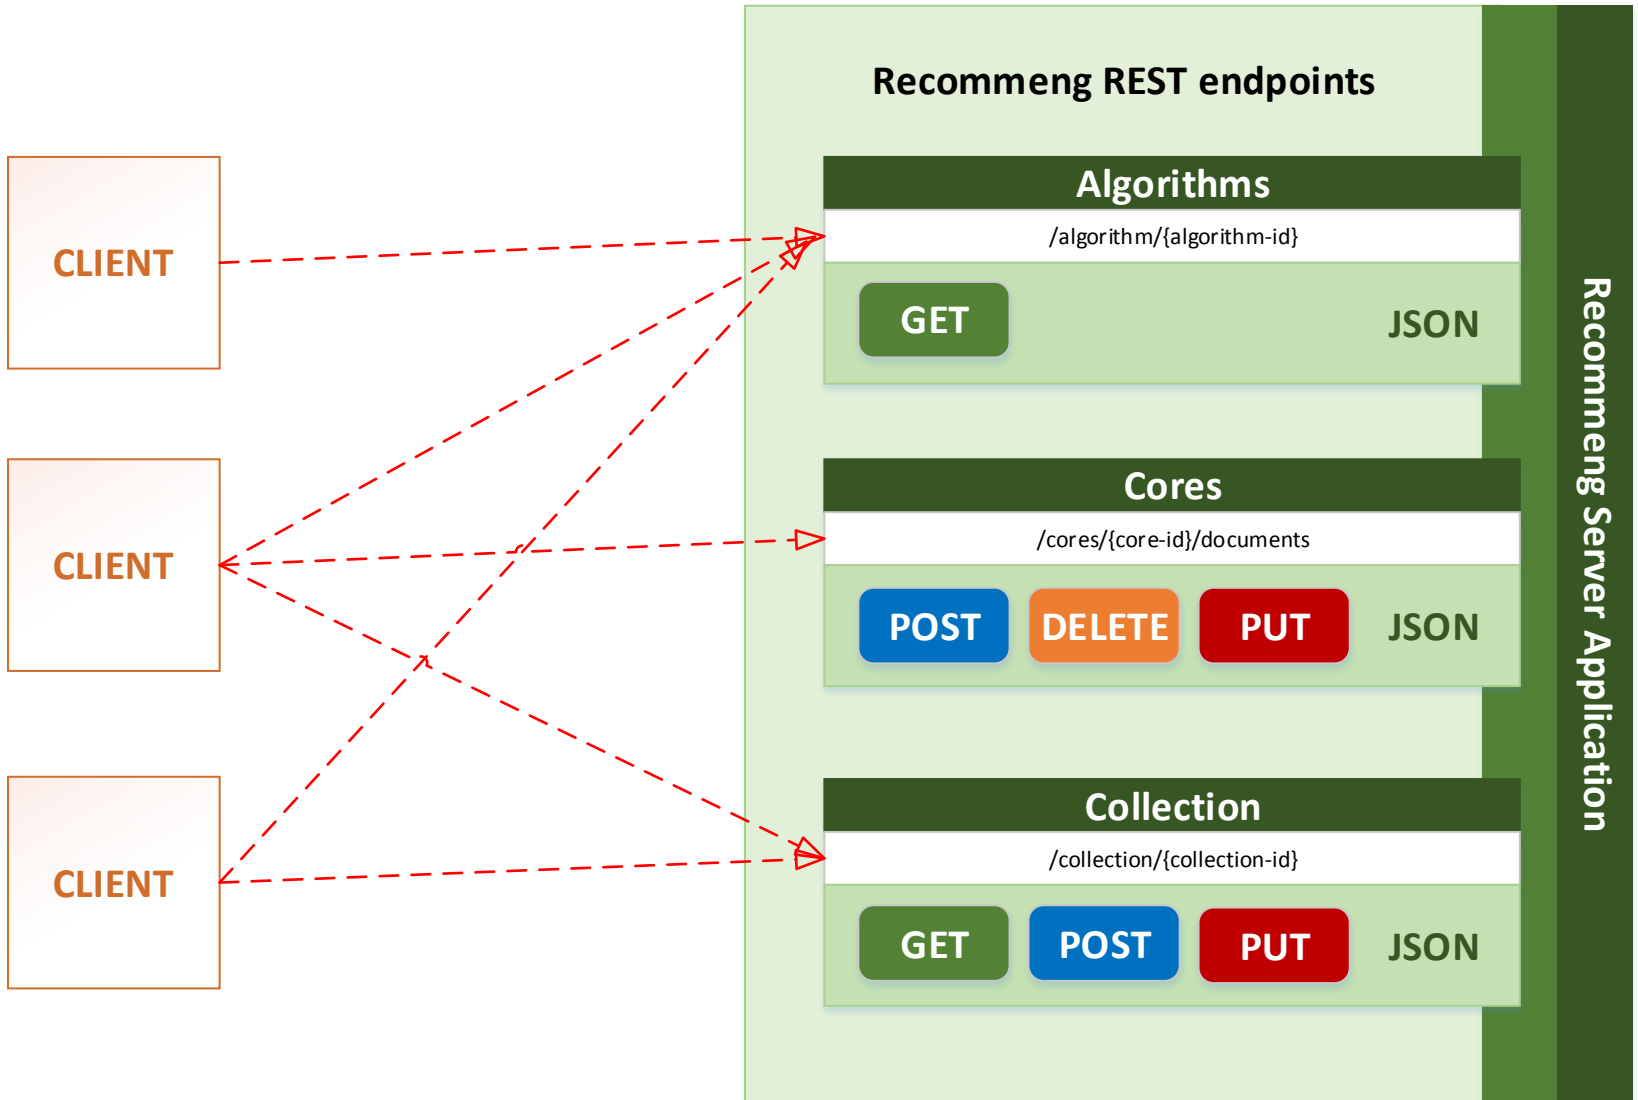 Recommeng REST endpoints
CLIENT
CLIENT
CLIENT
Algorithms
/algorithm/{algorithm-id}
GET
JSON
Cores
/cores/{core-id}/documents
POST DELETE PUT JSON
Collection
/collection/{collection-id}
GET POST PUT JSON
Recommeng Server Application